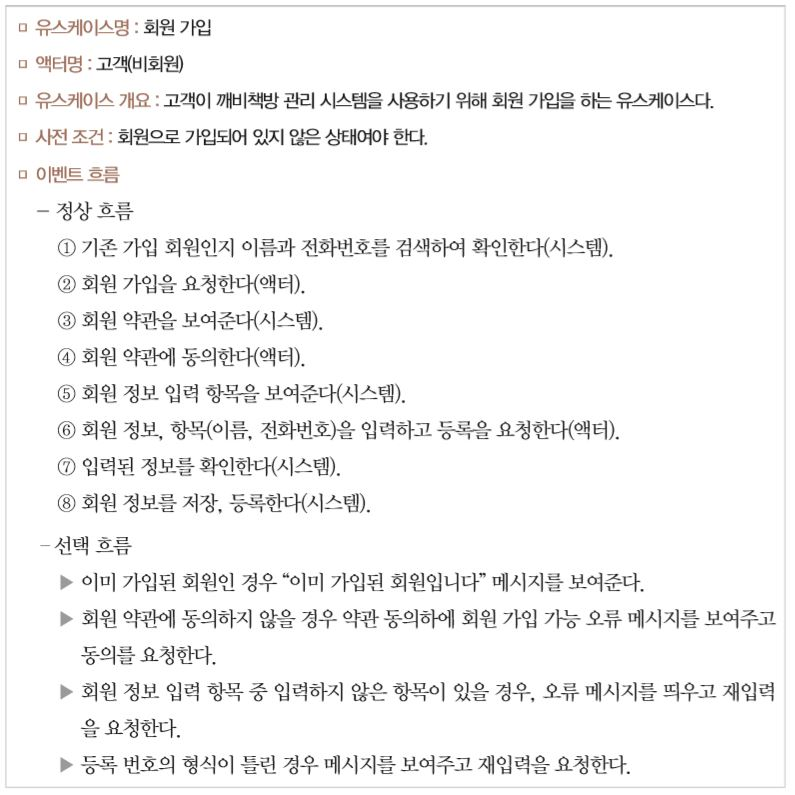 ▫ 유스케이스명 : 회원 가입
▫ 액터명 : 고객(비회원)
▫ 유스케이스 개요 : 고객이 깨비책방 관리 시스템을 사용하기 위해 회원 가입을 하는 유스케이스다.
▫ 사전 조건 : 회원으로 가입되어 있지 않은 상태여야 한다.
▫ 이벤트 흐름
– 정상 흐름
① 기존 가입 회원인지 이름과 전화번호를 검색하여 확인한다(시스템).
② 회원 가입을 요청한다(액터).
③ 회원 약관을 보여준다(시스템).
④ 회원 약관에 동의한다(액터).
⑤ 회원 정보 입력 항목을 보여준다(시스템).
⑥ 회원 정보, 항목(이름, 전화번호)을 입력하고 등록을 요청한다(액터).
⑦ 입력된 정보를 확인한다(시스템).
⑧ 회원 정보를 저장, 등록한다(시스템).
– 선택 흐름
▶ 이미 가입된 회원인 경우 “이미 가입된 회원입니다” 메시지를 보여준다.
▶ 회원 약관에 동의하지 않을 경우 약관 동의하에 회원 가입 가능 오류 메시지를 보여주고
동의를 요청한다.
▶ 회원 정보 입력 항목 중 입력하지 않은 항목이 있을 경우, 오류 메시지를 띄우고 재입력
을 요청한다.
▶ 등록 번호의 형식이 틀린 경우 메시지를 보여주고 재입력을 요청한다.